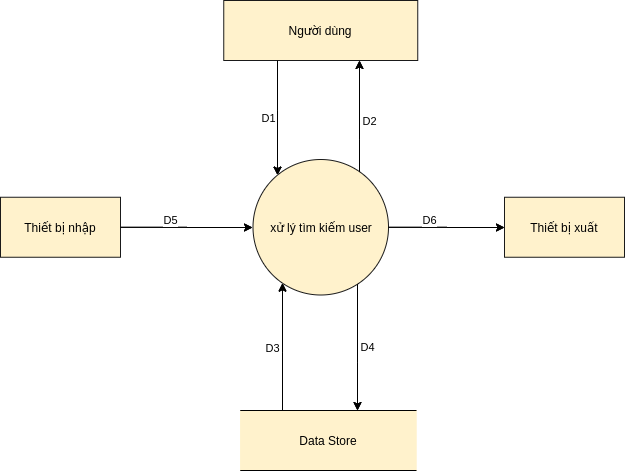 Người dùng
D1
D2
Thiết bị nhập
D5
xử lý tìm kiếm user
D6
Thiết bị xuất
D3
D4
Data Store